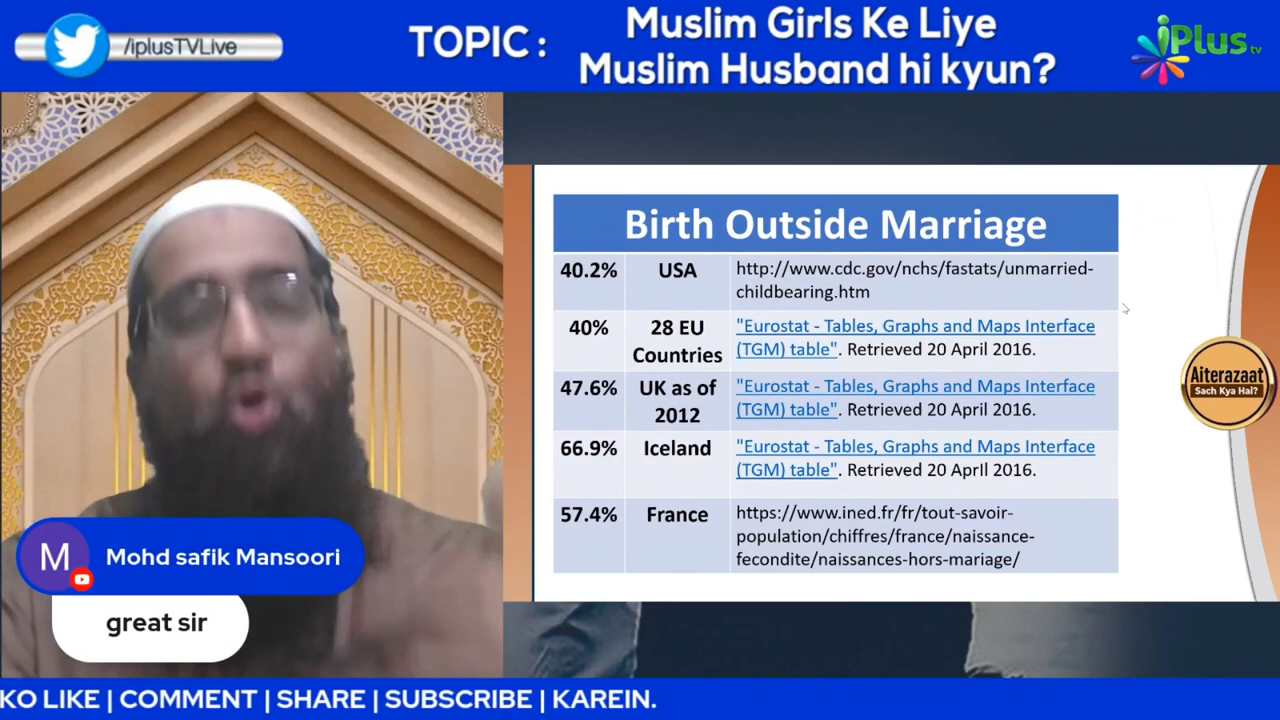 /iplusTVLive
TOPIC :
Muslim Girls Ke Liye
Muslim Husband hi kyun?
iPlus tv
Birth Outside Marriage
40.2% USA http://www.cdc.gov/nchs/fastats/unmarried-
childbearing.htm
40% 28 EU
Countries
"Eurostat - Tables, Graphs and Maps Interface
(TGM) table". Retrieved 20 April 2016.
47.6% UK as of
2012
"Eurostat - Tables, Graphs and Maps Interface
(TGM) table". Retrieved 20 April 2016.
66.9% Iceland "Eurostat - Tables, Graphs and Maps Interface
(TGM) table". Retrieved 20 AprIl 2016.
57.4% France https://www.ined.fr/fr/tout-savoir-
population/chiffres/france/naissance-
fecondite/naissances-hors-mariage/
Aiterazaat
Sach Kya Hai?
M
Mohd safik Mansoori
great sir
KO LIKE | COMMENT | SHARE | SUBSCRIBE | KAREIN.